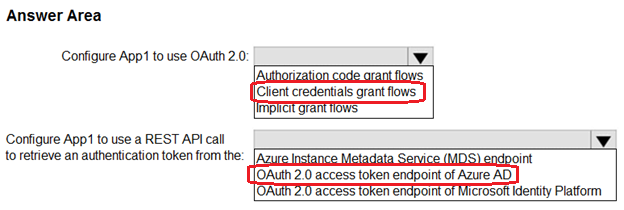 Answer Area
Configure App1 to use OAuth 2.0:
Authorization code grant flows
Client credentials grant flows
Implicit grant flows
Configure App1 to use a REST API call
to retrieve an authentication token from the:
Azure Instance Metadata Service (MDS) endpoint
OAuth 2.0 access token endpoint of Azure AD
OAuth 2.0 access token endpoint of Microsoft Identity Platform